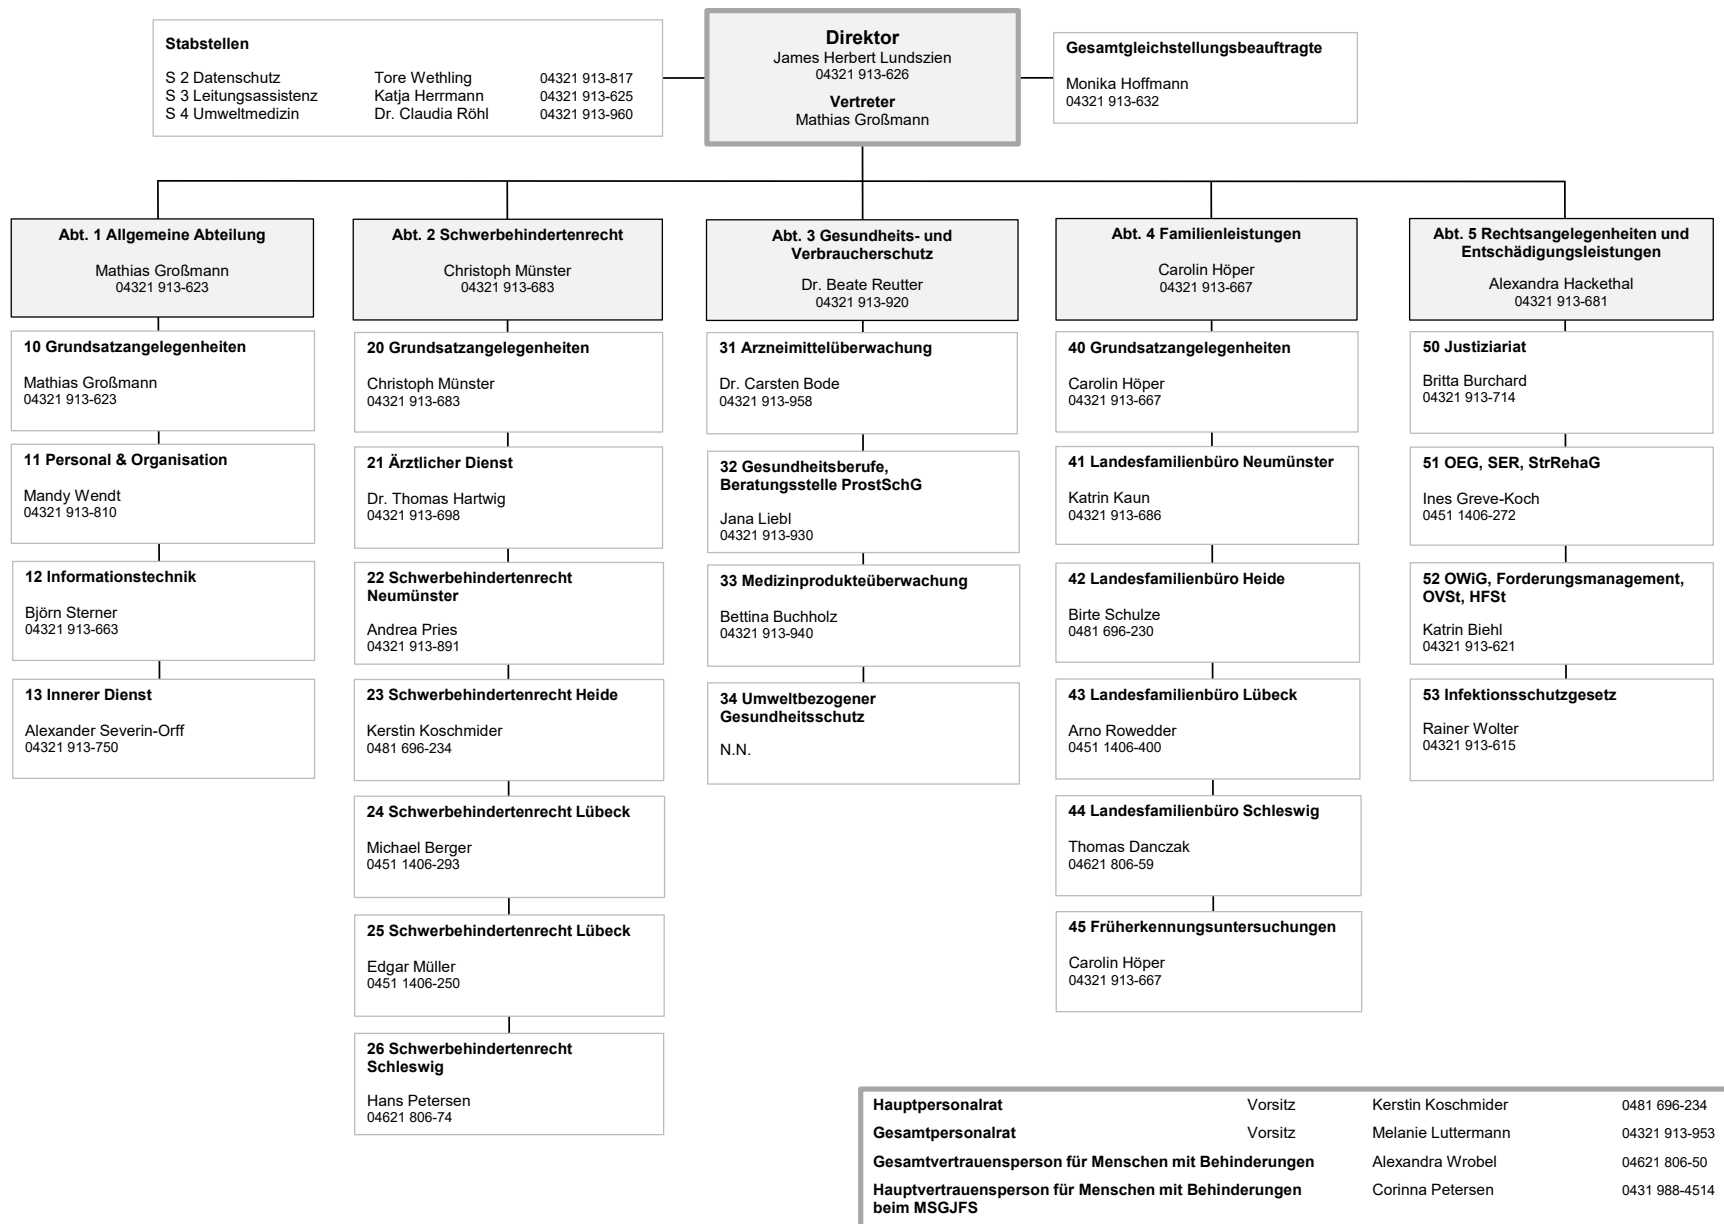 Stabstellen
S 2 Datenschutz Tore Wethling 04321 913-817
S 3 Leitungsassistenz Katja Herrmann 04321 913-625
S 4 Umweltmedizin Dr. Claudia Röhl 04321 913-960
Direktor
James Herbert Lundszien
04321 913-626
Vertreter
Mathias Großmann
Gesamtgleichstellungsbeauftragte
Monika Hoffmann
04321 913-632
Abt. 1 Allgemeine Abteilung
Mathias Großmann
04321 913-623
10 Grundsatzangelegenheiten
Mathias Großmann
04321 913-623
11 Personal & Organisation
Mandy Wendt
04321 913-810
12 Informationstechnik
Björn Sterner
04321 913-663
13 Innerer Dienst
Alexander Severin-Orff
04321 913-750
Abt. 2 Schwerbehindertenrecht
Christoph Münster
04321 913-683
20 Grundsatzangelegenheiten
Christoph Münster
04321 913-683
21 Ärztlicher Dienst
Dr. Thomas Hartwig
04321 913-698
22 Schwerbehindertenrecht
Neumünster
Andrea Pries
04321 913-891
23 Schwerbehindertenrecht Heide
Kerstin Koschmider
0481 696-234
24 Schwerbehindertenrecht Lübeck
Michael Berger
0451 1406-293
25 Schwerbehindertenrecht Lübeck
Edgar Müller
0451 1406-250
26 Schwerbehindertenrecht
Schleswig
Hans Petersen
04621 806-74
Abt. 3 Gesundheits- und
Verbraucherschutz
Dr. Beate Reutter
04321 913-920
31 Arzneimittelüberwachung
Dr. Carsten Bode
04321 913-958
32 Gesundheitsberufe,
Beratungsstelle ProstSchG
Jana Liebl
04321 913-930
33 Medizinprodukteüberwachung
Bettina Buchholz
04321 913-940
34 Umweltbezogener
Gesundheitsschutz
N.N.
Abt. 4 Familienleistungen
Carolin Höper
04321 913-667
40 Grundsatzangelegenheiten
Carolin Höper
04321 913-667
41 Landesfamilienbüro Neumünster
Katrin Kaun
04321 913-686
42 Landesfamilienbüro Heide
Birte Schulze
0481 696-230
43 Landesfamilienbüro Lübeck
Arno Rowedder
0451 1406-400
44 Landesfamilienbüro Schleswig
Thomas Danczak
04621 806-59
45 Früherkennungsuntersuchungen
Carolin Höper
04321 913-667
Abt. 5 Rechtsangelegenheiten und
Entschädigungsleistungen
Alexandra Hackethal
04321 913-681
50 Justiziariat
Britta Burchard
04321 913-714
51 OEG, SER, StrRehaG
Ines Greve-Koch
0451 1406-272
52 OWiG, Forderungsmanagement,
OVSt, HFSt
Katrin Biehl
04321 913-621
53 Infektionsschutzgesetz
Rainer Wolter
04321 913-615
Hauptpersonalrat Vorsitz Kerstin Koschmider 0481 696-234
Gesamtpersonalrat Vorsitz Melanie Luttermann 04321 913-953
Gesamtvertrauensperson für Menschen mit Behinderungen Alexandra Wrobel 04621 806-50
Hauptvertrauensperson für Menschen mit Behinderungen Corinna Petersen 0431 988-4514
beim MSGJFS